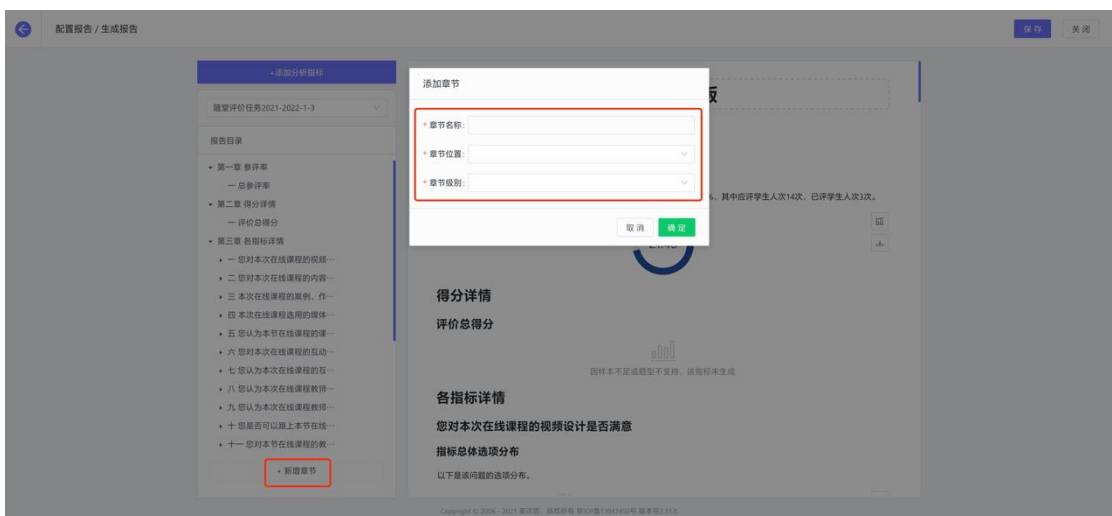 配置报告 / 生成报告
保 存
关 闭
+添加分析指标
随堂评价任务2021-2022-1-3
报告目录
第一章 参评率
一 总参评率
第二章 得分详情
一 评价总得分
第三章 各指标详情
一 您对本次在线课程的视频…
二 您对本次在线课程的内容…
三 本次在线课程的案例、作…
四 本次在线课程选用的媒体…
五 您认为本节在线课程的课…
六 您对本次在线课程的互动…
七 您认为本次在线课程的互…
八 您认为本次在线课程教师…
九 您认为本次在线课程教师…
十 您是否可以跟上本节在线…
十一 您对本节在线课程的教…
+ 新增章节
添加章节
* 章节名称:
* 章节位置:
* 章节级别:
取 消
确 定
版
%，其中应评学生人次14次，已评学生人次3次。
得分详情
评价总得分
因样本不足或题型不支持，该指标未生成
各指标详情
您对本次在线课程的视频设计是否满意
指标总体选项分布
以下是该问题的选项分布。